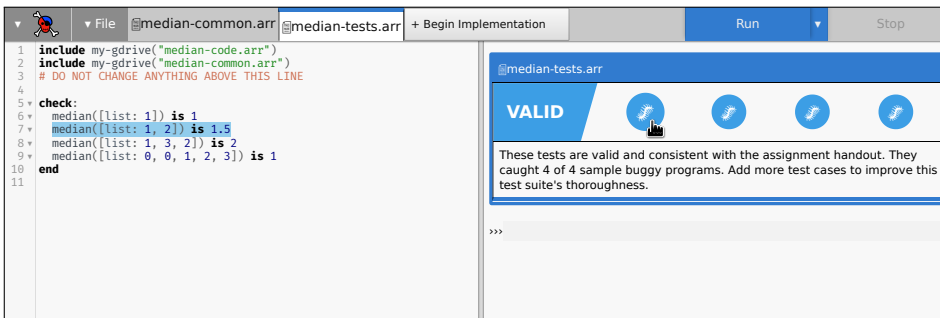 ▾ File median-common.arr median-tests.arr + Begin Implementation Run ▾ Stop
1 include my-gdrive("median-code.arr")
2 include my-gdrive("median-common.arr")
3 # DO NOT CHANGE ANYTHING ABOVE THIS LINE
4
5 check:
6 median([list: 1]) is 1
7 median([list: 1, 2]) is 1.5
8 median([list: 1, 3, 2]) is 2
9 median([list: 0, 0, 1, 2, 3]) is 1
10 end
11
median-tests.arr
VALID
These tests are valid and consistent with the assignment handout. They
caught 4 of 4 sample buggy programs. Add more test cases to improve this
test suite's thoroughness.
›››